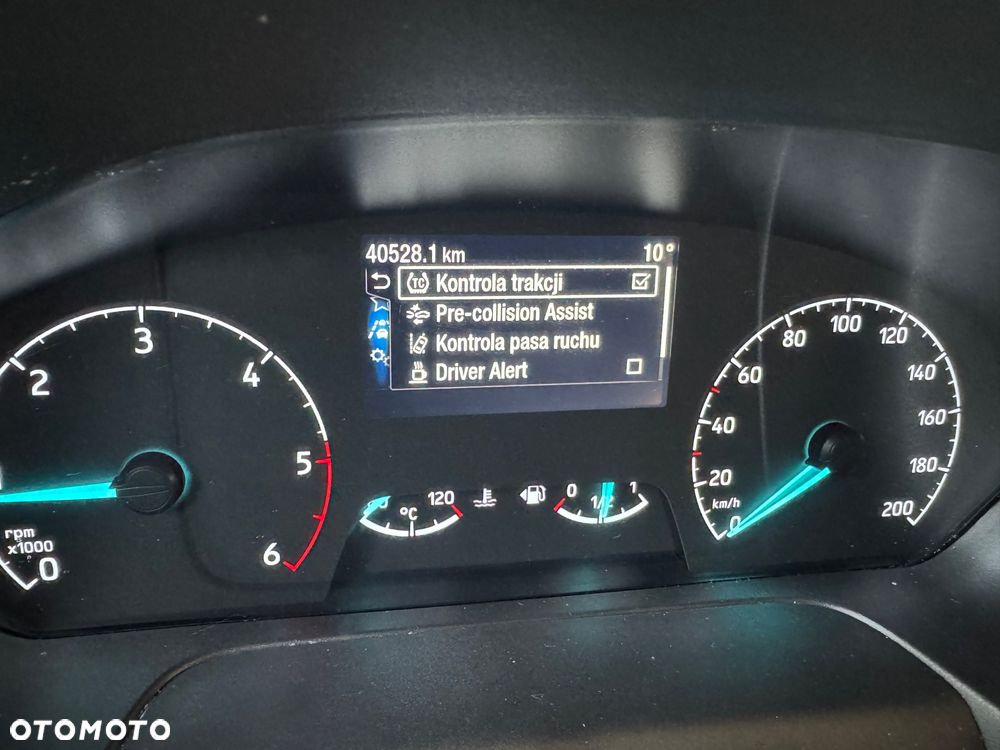 40528.1 km 10°
TC Kontrola trakcji
Pre-collision Assist
Kontrola pasa ruchu
Driver Alert
2 3 4 5 6
rpm
x1000
0
120
°C
0 1/2 1
0 20 40 60 80 100 120 140 160 180 200
km/h
OTOMOTO